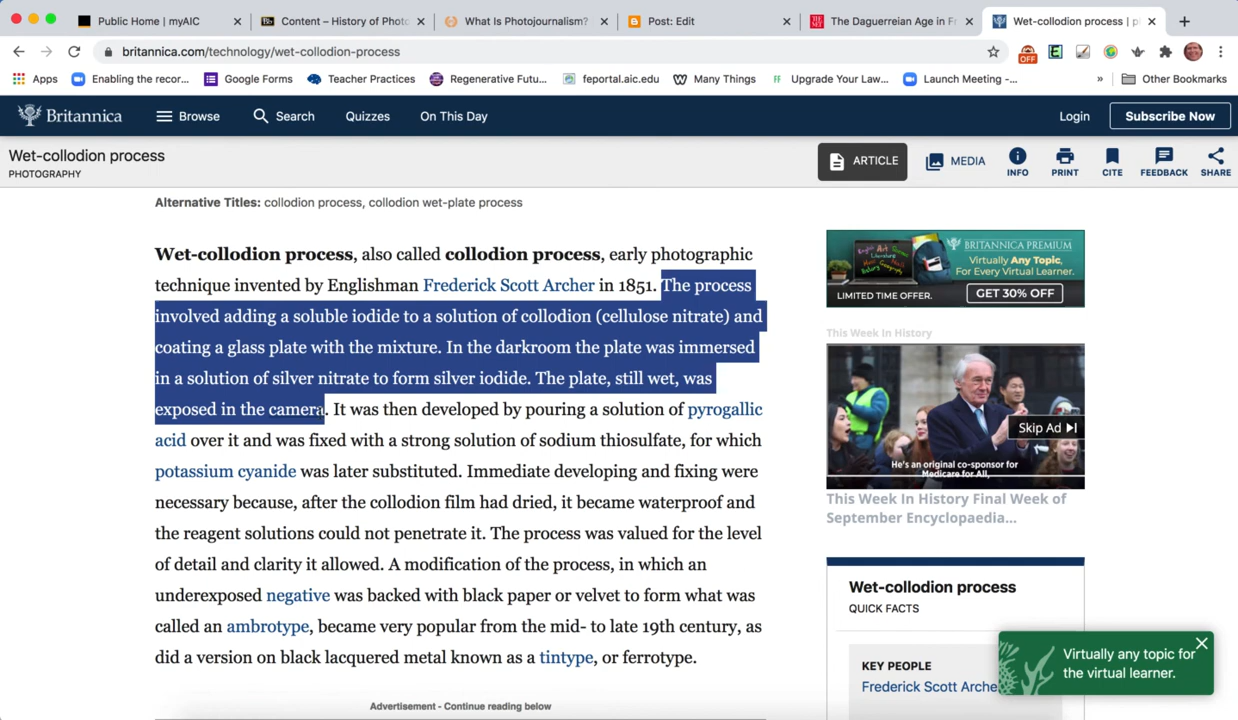 Public Home | myAIC
Content – History of Photo
What Is Photojournalism?
Post: Edit
The Daguerreian Age in Fr
Wet-collodion process | p
britannica.com/technology/wet-collodion-process
OFF
Apps
Enabling the recor...
Google Forms
Teacher Practices
Regenerative Futu...
feportal.aic.edu
Many Things
Upgrade Your Law...
Launch Meeting -...
»
Other Bookmarks
Britannica
Browse
Search
Quizzes
On This Day
Login
Subscribe Now
Wet-collodion process
PHOTOGRAPHY
ARTICLE
MEDIA
INFO
PRINT
CITE
FEEDBACK
SHARE
Alternative Titles: collodion process, collodion wet-plate process
Wet-collodion process, also called collodion process, early photographic
technique invented by Englishman Frederick Scott Archer in 1851. The process
involved adding a soluble iodide to a solution of collodion (cellulose nitrate) and
coating a glass plate with the mixture. In the darkroom the plate was immersed
in a solution of silver nitrate to form silver iodide. The plate, still wet, was
exposed in the camera. It was then developed by pouring a solution of pyrogallic
acid over it and was fixed with a strong solution of sodium thiosulfate, for which
potassium cyanide was later substituted. Immediate developing and fixing were
necessary because, after the collodion film had dried, it became waterproof and
the reagent solutions could not penetrate it. The process was valued for the level
of detail and clarity it allowed. A modification of the process, in which an
underexposed negative was backed with black paper or velvet to form what was
called an ambrotype, became very popular from the mid- to late 19th century, as
did a version on black lacquered metal known as a tintype, or ferrotype.
Advertisement - Continue reading below
BRITANNICA PREMIUM
Virtually Any Topic,
For Every Virtual Learner.
LIMITED TIME OFFER.
GET 30% OFF
This Week In History
Skip Ad
He's an original co-sponsor for
Medicare for All,
This Week In History Final Week of
September Encyclopaedia...
Wet-collodion process
QUICK FACTS
KEY PEOPLE
Frederick Scott Arche
Virtually any topic for
the virtual learner.